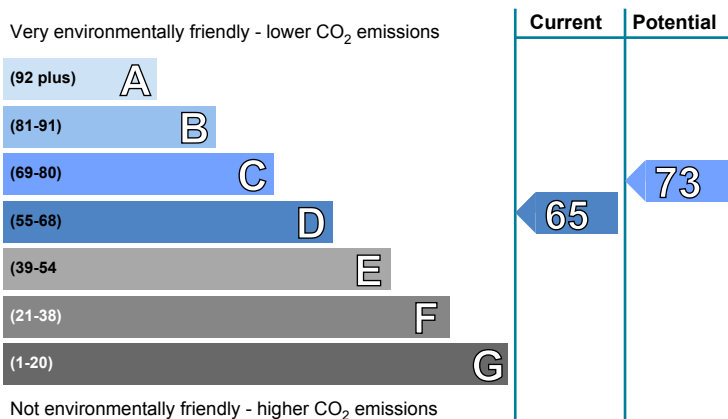 Very environmentally friendly - lower CO2 emissions
Current
Potential
(92 plus) A
(81-91) B
(69-80) C
73
(55-68) D
65
(39-54 E
(21-38) F
(1-20) G
Not environmentally friendly - higher CO2 emissions